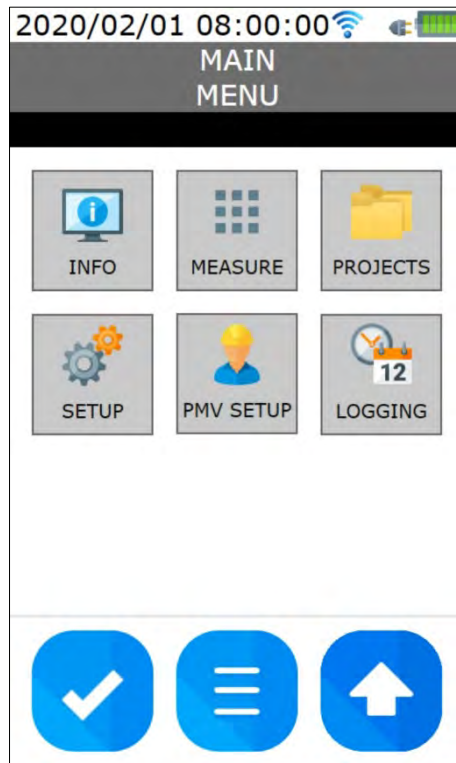 2020/02/01 08:00:00
MAIN
MENU
INFO
MEASURE
PROJECTS
SETUP
PMV SETUP
12
LOGGING